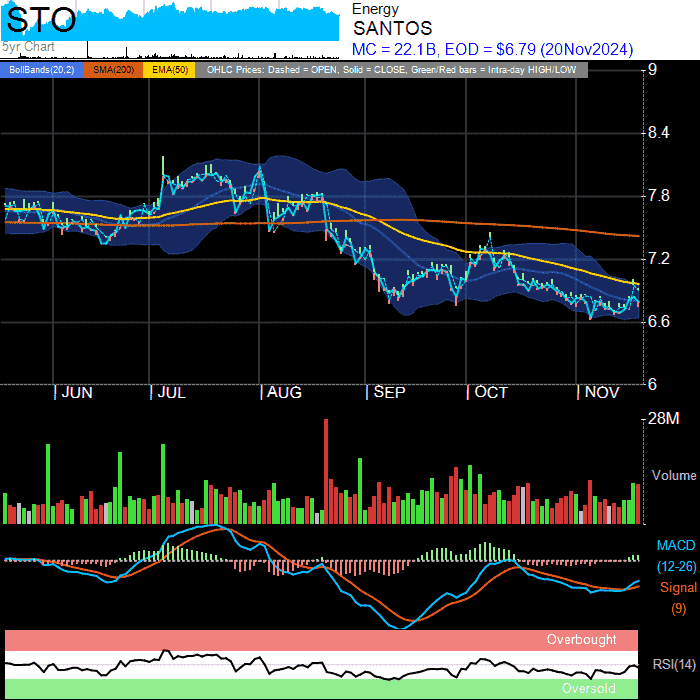 STO
5yr Chart
Energy
SANTOS
MC = 22.1B, EOD = $6.79 (20Nov2024)
BollBands(20,2) SMA(200) EMA(50) OHLC Prices: Dashed = OPEN, Solid = CLOSE, Green/Red bars = Intra-day HIGH/LOW
9
8.4
7.8
7.2
6.6
6
JUN JUL AUG SEP OCT NOV
28M
Volume
MACD
(12-26)
Signal
(9)
Overbought
RSI(14)
Oversold